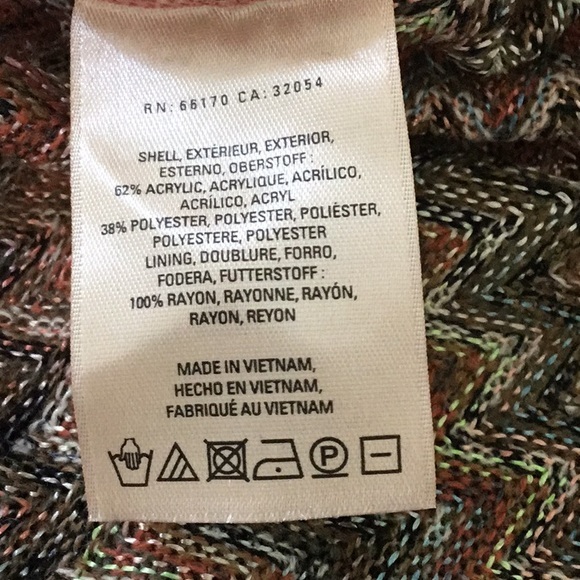 RN: 66170 CA: 32054
SHELL, EXTÉRIEUR, EXTERIOR,
ESTERNO, OBERSTOFF :
62% ACRYLIC, ACRYLIQUE, ACRÍLICO,
ACRÍLICO, ACRYL
38% POLYESTER, POLYESTER, POLIÉSTER,
POLYESTERE, POLYESTER
LINING, DOUBLURE, FORRO,
FODERA, FUTTERSTOFF :
100% RAYON, RAYONNE, RAYÓN,
RAYON, REYON
MADE IN VIETNAM,
HECHO EN VIETNAM,
FABRIQUÉ AU VIETNAM
P